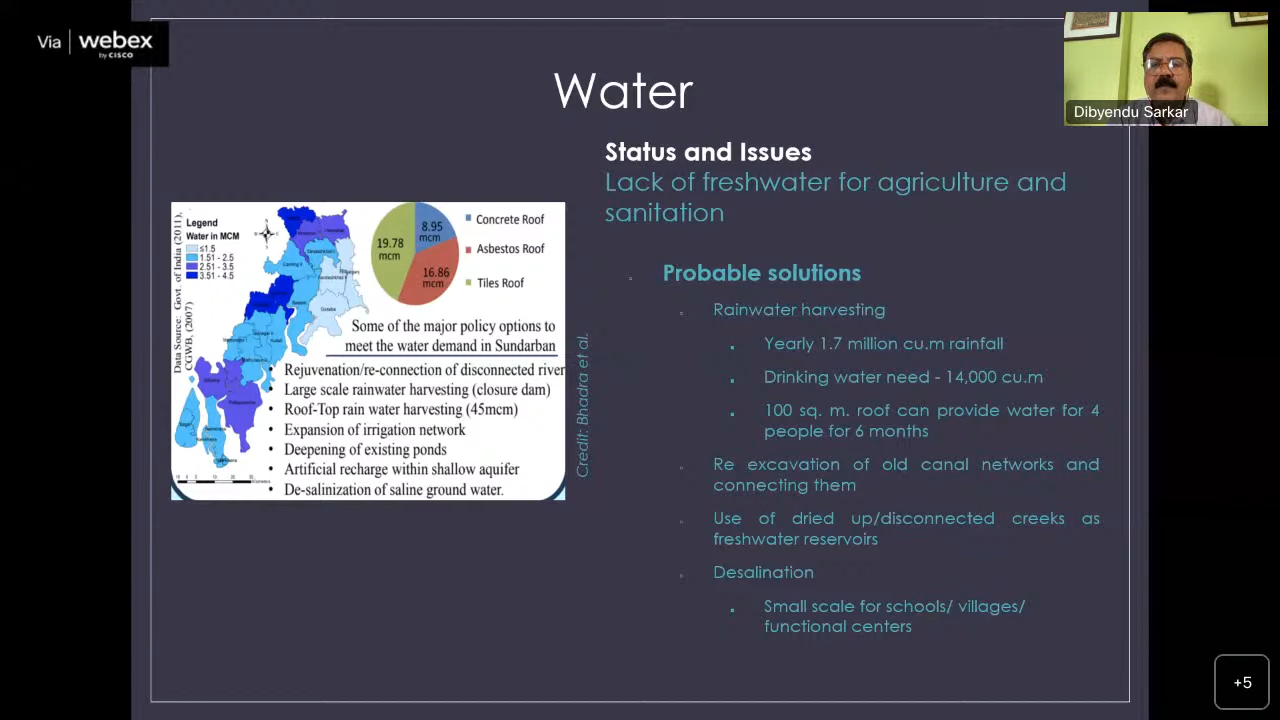 Via | webex
by CISCO
Dibyendu Sarkar
Water
Status and Issues
Lack of freshwater for agriculture and
sanitation
Legend
Water in MCM
≤1.5
1.51 - 2.5
2.51 - 3.5
3.51 - 4.5
Data Source: Govt. of India (2011),
CGWB, (2007)
8.95
mcm
16.86
mcm
19.78
mcm
Concrete Roof
Asbestos Roof
Tiles Roof
Some of the major policy options to
meet the water demand in Sundarban
• Rejuvenation/re-connection of disconnected river
• Large scale rainwater harvesting (closure dam)
• Roof-Top rain water harvesting (45mcm)
• Expansion of irrigation network
• Deepening of existing ponds
• Artificial recharge within shallow aquifer
• De-salinization of saline ground water.
Credit: Bhadra et al.
Probable solutions
Rainwater harvesting
Yearly 1.7 million cu.m rainfall
Drinking water need - 14,000 cu.m
100 sq. m. roof can provide water for 4
people for 6 months
Re excavation of old canal networks and
connecting them
Use of dried up/disconnected creeks as
freshwater reservoirs
Desalination
Small scale for schools/ villages/
functional centers
+5